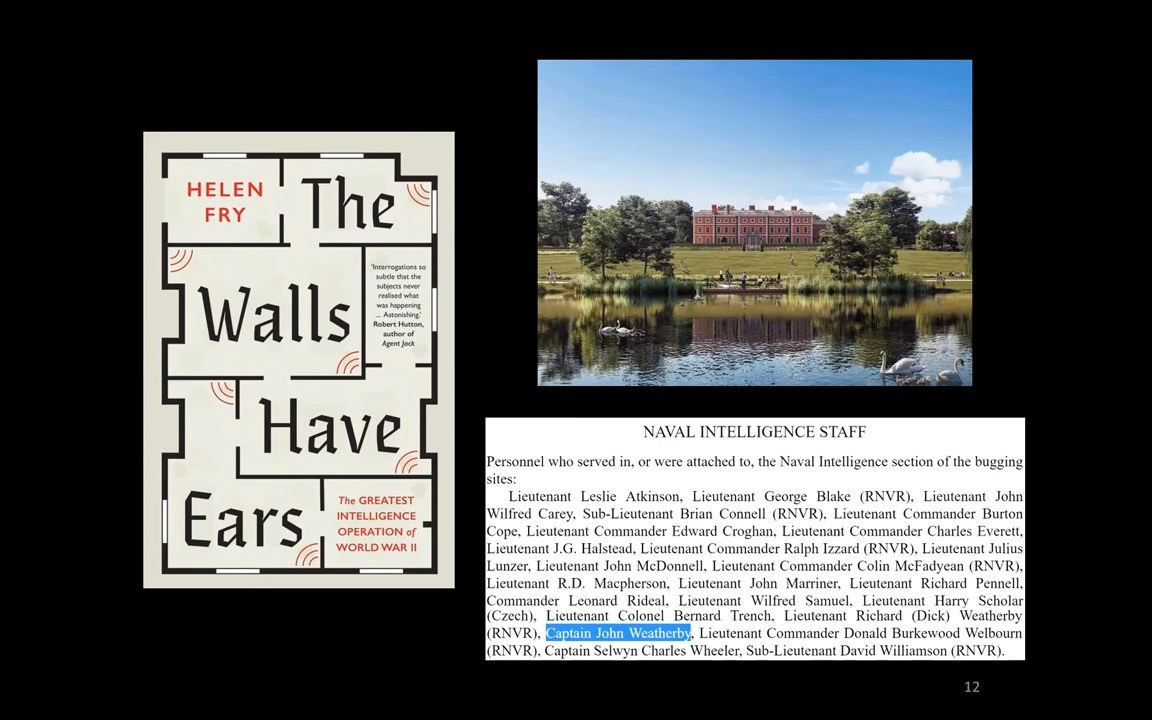 HELEN
FRY
The
Walls
'Interrogations so
subtle that the
subjects never
realised what
was happening
... Astonishing.'
Robert Hutton,
author of
Agent Jack
Have
Ears
The GREATEST
INTELLIGENCE
OPERATION of
WORLD WAR II
NAVAL INTELLIGENCE STAFF
Personnel who served in, or were attached to, the Naval Intelligence section of the bugging
sites:
Lieutenant Leslie Atkinson, Lieutenant George Blake (RNVR), Lieutenant John
Wilfred Carey, Sub-Lieutenant Brian Connell (RNVR), Lieutenant Commander Burton
Cope, Lieutenant Commander Edward Croghan, Lieutenant Commander Charles Everett,
Lieutenant J.G. Halstead, Lieutenant Commander Ralph Izzard (RNVR), Lieutenant Julius
Lunzer, Lieutenant John McDonnell, Lieutenant Commander Colin McFadyean (RNVR),
Lieutenant R.D. Macpherson, Lieutenant John Marriner, Lieutenant Richard Pennell,
Commander Leonard Rideal, Lieutenant Wilfred Samuel, Lieutenant Harry Scholar
(Czech), Lieutenant Colonel Bernard Trench, Lieutenant Richard (Dick) Weatherby
(RNVR), Captain John Weatherby, Lieutenant Commander Donald Burkewood Welbourn
(RNVR), Captain Selwyn Charles Wheeler, Sub-Lieutenant David Williamson (RNVR).
12